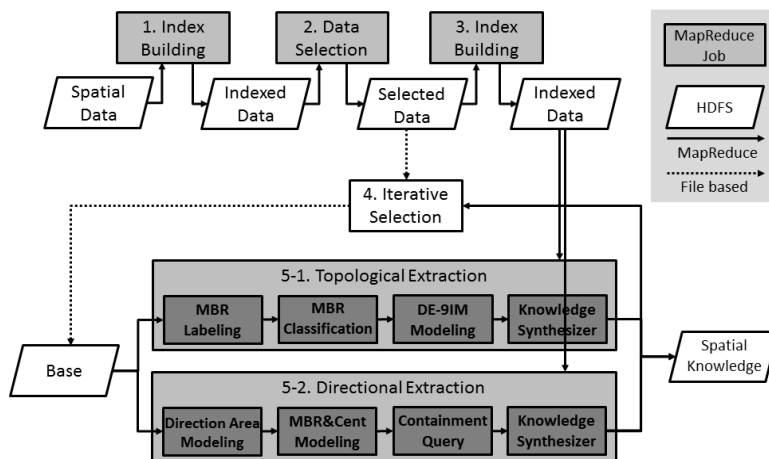 1. Index
Building
2. Data
Selection
3. Index
Building
MapReduce
Job
Spatial
Data
Indexed
Data
Selected
Data
Indexed
Data
HDFS
MapReduce
File based
4. Iterative
Selection
5-1. Topological Extraction
MBR
Labeling
MBR
Classification
DE-9IM
Modeling
Knowledge
Synthesizer
Base
Spatial
Knowledge
5-2. Directional Extraction
Direction Area
Modeling
MBR&Cent
Modeling
Containment
Query
Knowledge
Synthesizer